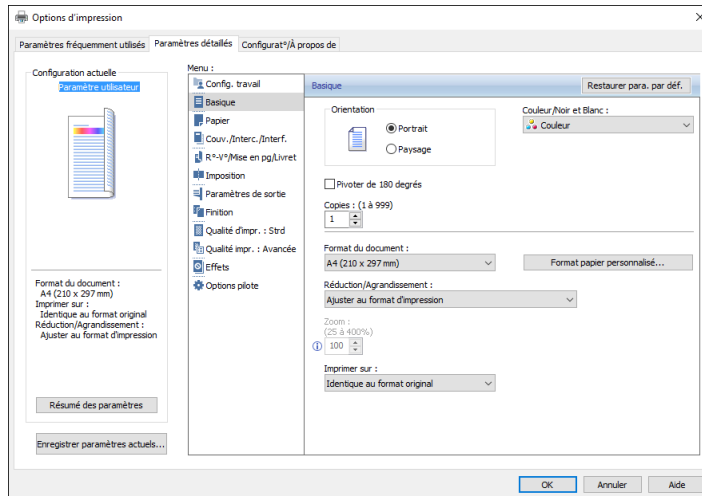 Options d'impression
Paramètres fréquemment utilisés
Paramètres détaillés
Configurat°/À propos de
Configuration actuelle
Paramètre utilisateur
Format du document :
A4 (210 x 297 mm)
Imprimer sur :
Identique au format original
Réduction/Agrandissement :
Ajuster au format d'impression
Résumé des paramètres
Enregistrer paramètres actuels...
Menu :
Config. travail
Basique
Papier
Couv./Interc./Interf.
R°-V°/Mise en pg/Livret
Imposition
Paramètres de sortie
Finition
Qualité d'impr. : Strd
Qualité impr. : Avancée
Effets
Options pilote
Basique
Restaurer para. par déf.
Orientation
Portrait
Paysage
Couleur/Noir et Blanc :
Couleur
Pivoter de 180 degrés
Copies : (1 à 999)
1
Format du document :
A4 (210 x 297 mm)
Format papier personnalisé...
Réduction/Agrandissement :
Ajuster au format d'impression
Zoom :
(25 à 400%)
100
Imprimer sur :
Identique au format original
OK
Annuler
Aide